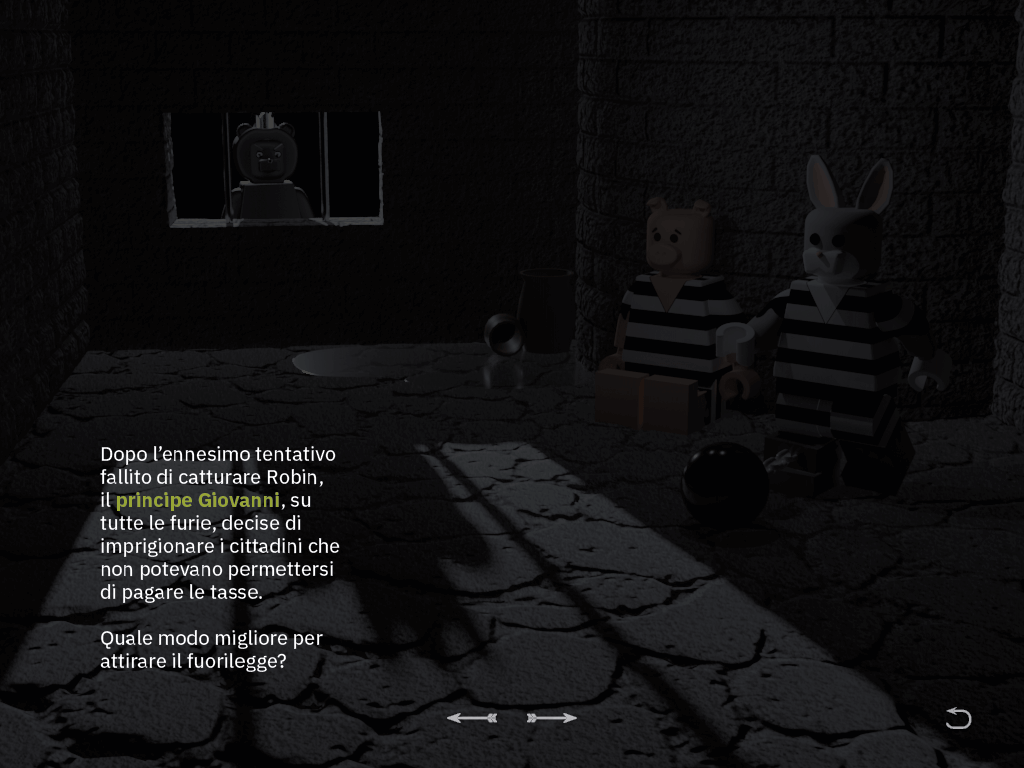 Dopo l’ennesimo tentativo
fallito di catturare Robin,
il principe Giovanni, su
tutte le furie, decise di
imprigionare i cittadini che
non potevano permettersi
di pagare le tasse.
Quale modo migliore per
attirare il fuorilegge?